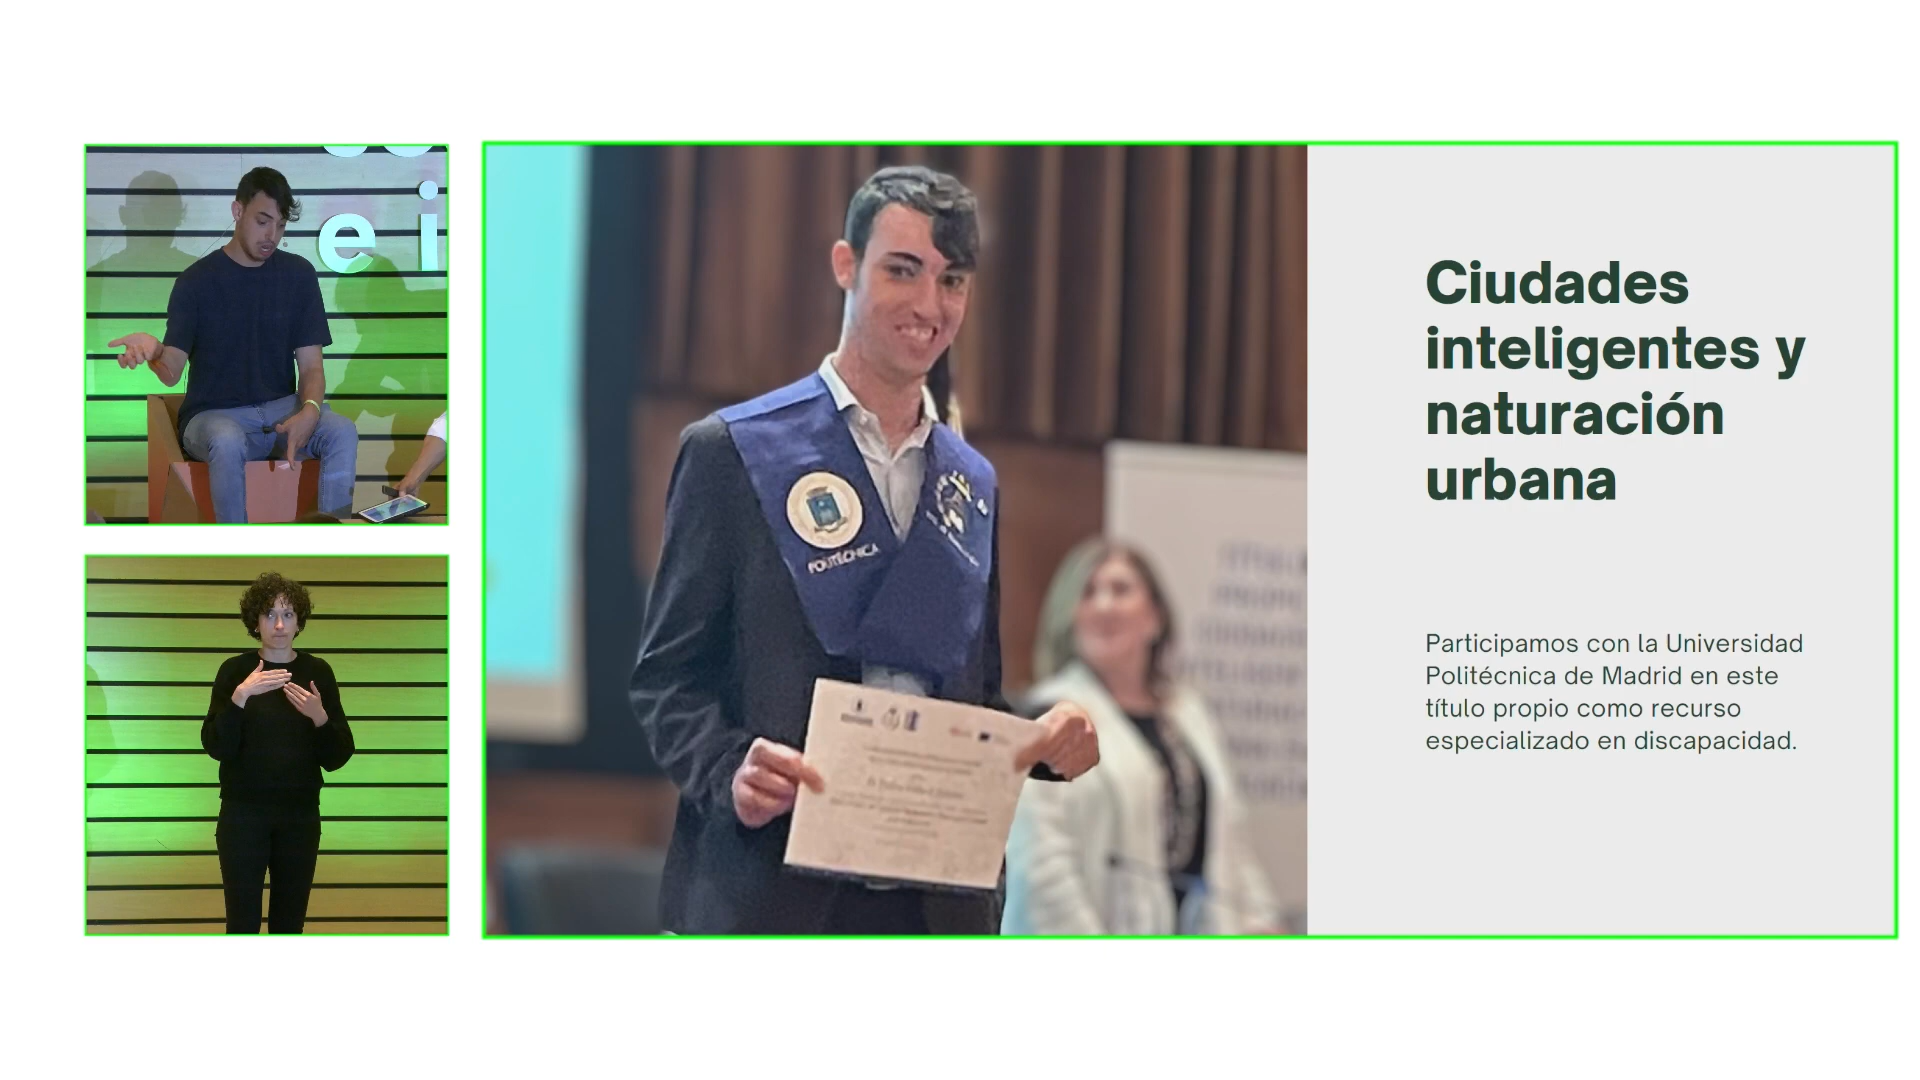 e i
POLITÉCNICA
Ciudades
inteligentes y
naturación
urbana
Participamos con la Universidad
Politécnica de Madrid en este
título propio como recurso
especializado en discapacidad.